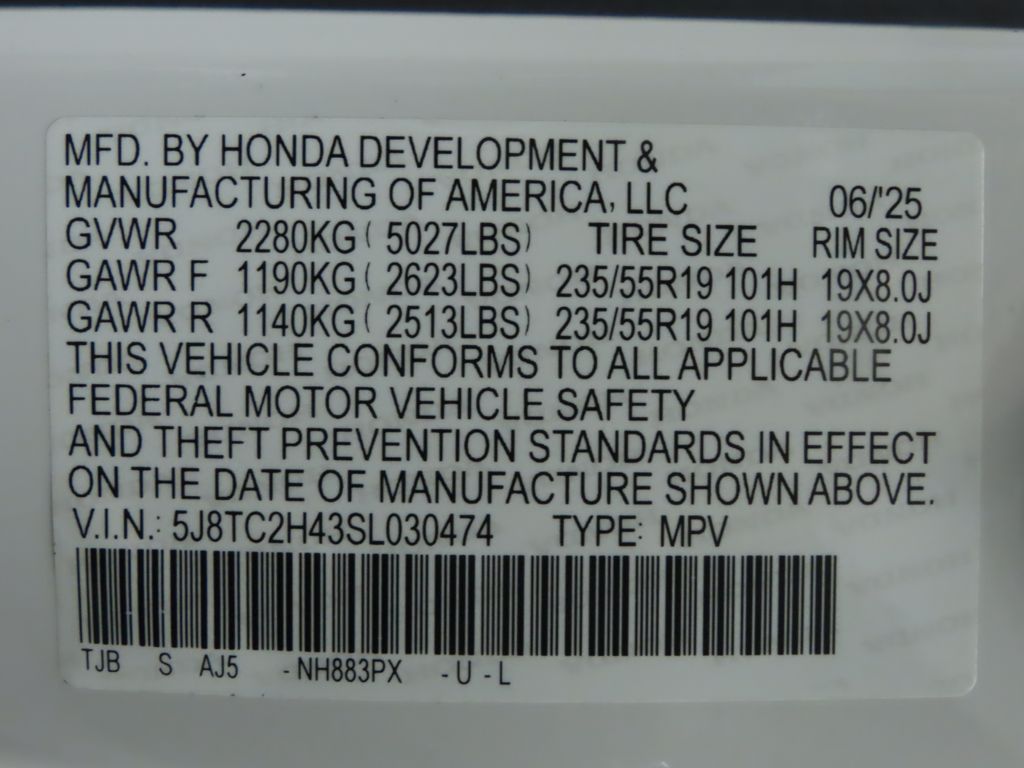 MFD. BY HONDA DEVELOPMENT &
MANUFACTURING OF AMERICA, LLC 06/'25
GVWR 2280KG ( 5027LBS) TIRE SIZE RIM SIZE
GAWR F 1190KG ( 2623LBS) 235/55R19 101H 19X8.0J
GAWR R 1140KG ( 2513LBS) 235/55R19 101H 19X8.0J
THIS VEHICLE CONFORMS TO ALL APPLICABLE
FEDERAL MOTOR VEHICLE SAFETY
AND THEFT PREVENTION STANDARDS IN EFFECT
ON THE DATE OF MANUFACTURE SHOWN ABOVE.
V.I.N.: 5J8TC2H43SL030474 TYPE: MPV
TJB S AJ5 -NH883PX -U-L